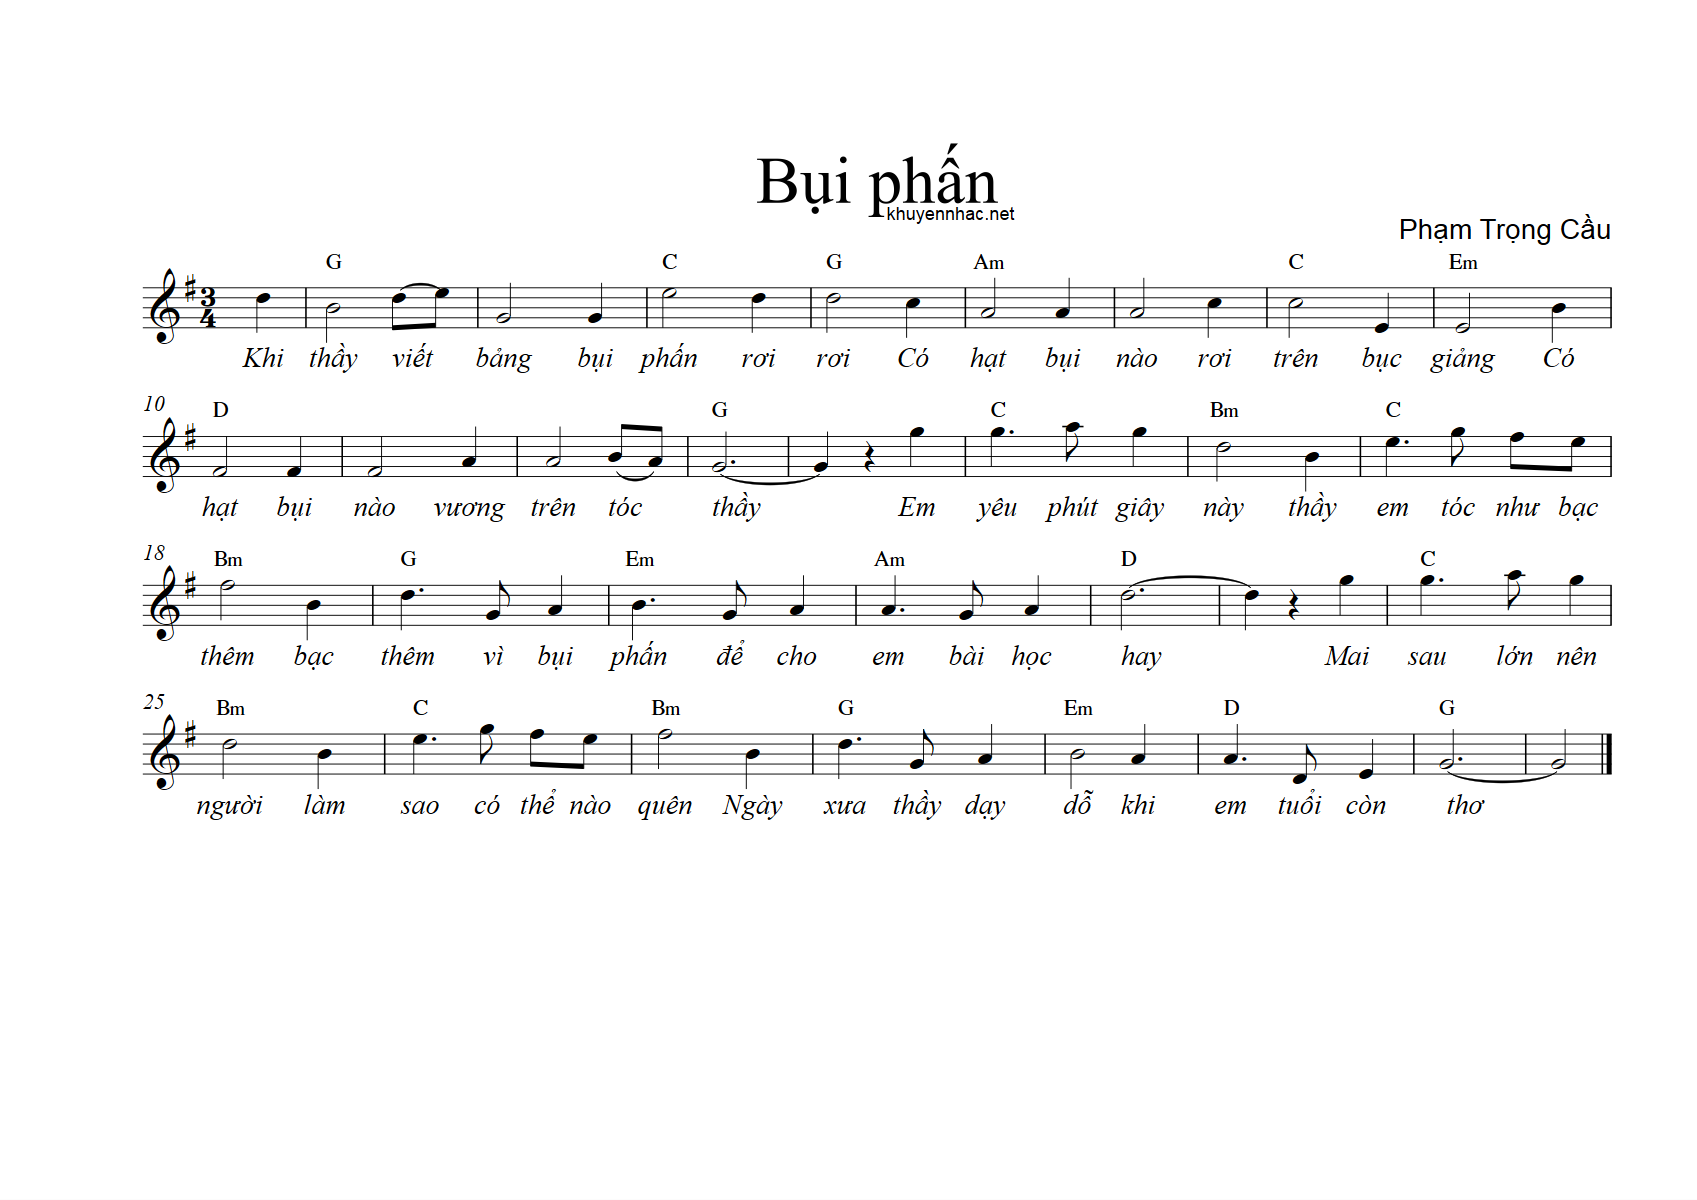 Bụi phấn
khuyennhac.net
Phạm Trọng Cầu
G C G Am C Em
3
4
Khi thầy viết bảng bụi phấn rơi rơi Có hạt bụi nào rơi trên bục giảng Có
10 D G C Bm C
hạt bụi nào vương trên tóc thầy Em yêu phút giây này thầy em tóc như bạc
18 Bm G Em Am D C
thêm bạc thêm vì bụi phấn để cho em bài học hay Mai sau lớn nên
25 Bm C Bm G Em D G
người làm sao có thể nào quên Ngày xưa thầy dạy dỗ khi em tuổi còn thơ